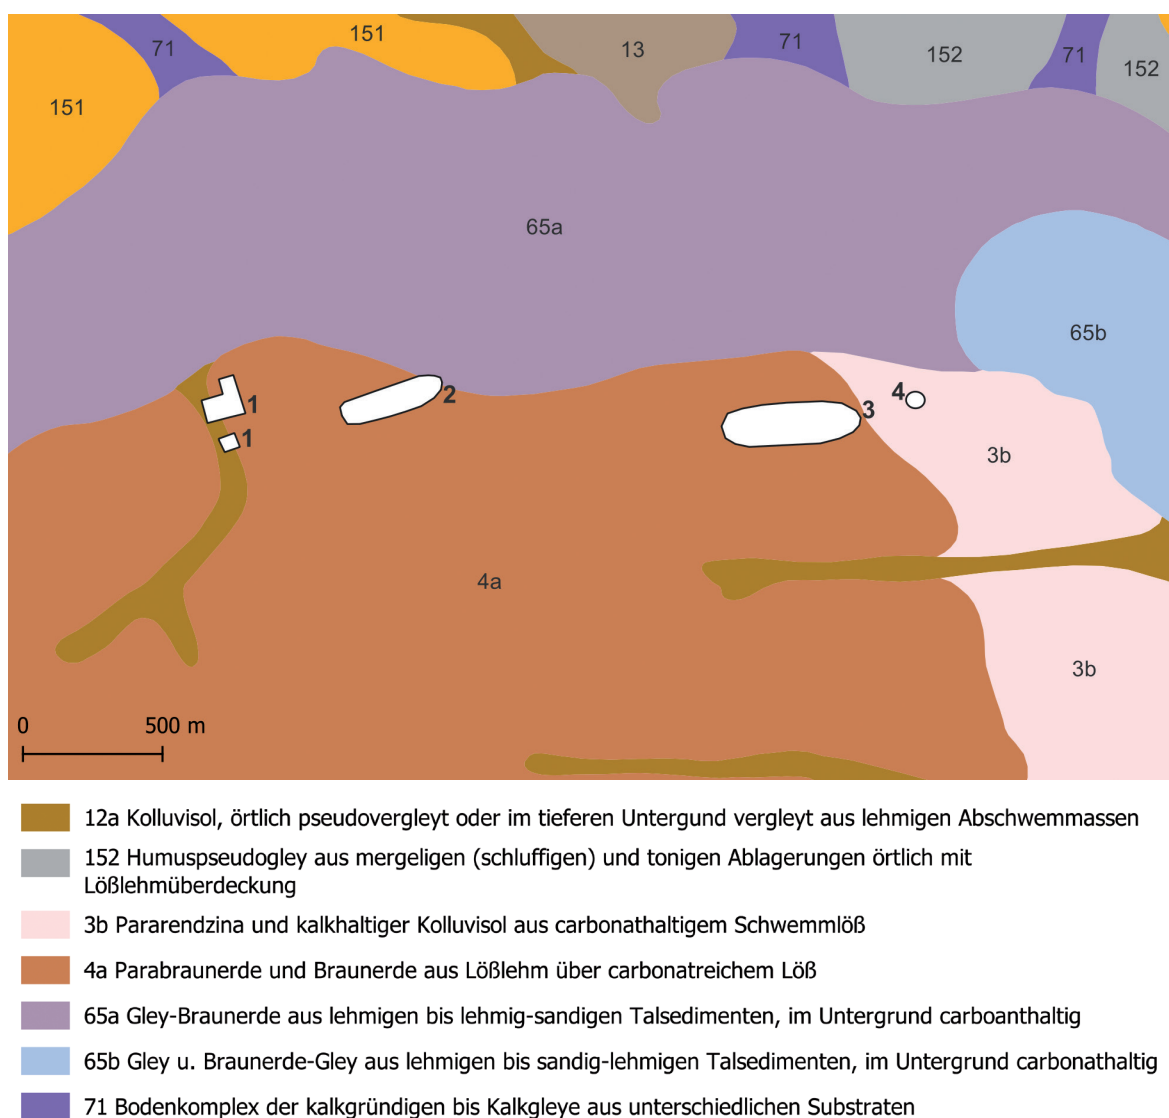 71
151
13
71
152
71
152
151
65a
65b
1
2
4
3
1
3b
4a
3b
0 500 m
12a Kolluvisol, örtlich pseudovergleyt oder im tieferen Untergund vergleyt aus lehmigen Abschwemmassen
152 Humuspseudogley aus mergeligen (schluffigen) und tonigen Ablagerungen örtlich mit
Lößlehmüberdeckung
3b Pararendzina und kalkhaltiger Kolluvisol aus carbonathaltigem Schwemmlöß
4a Parabraunerde und Braunerde aus Lößlehm über carbonatreichem Löß
65a Gley-Braunerde aus lehmigen bis lehmig-sandigen Talsedimenten, im Untergrund carboanthaltig
65b Gley u. Braunerde-Gley aus lehmigen bis sandig-lehmigen Talsedimenten, im Untergrund carbonathaltig
71 Bodenkomplex der kalkgründigen bis Kalkgleye aus unterschiedlichen Substraten